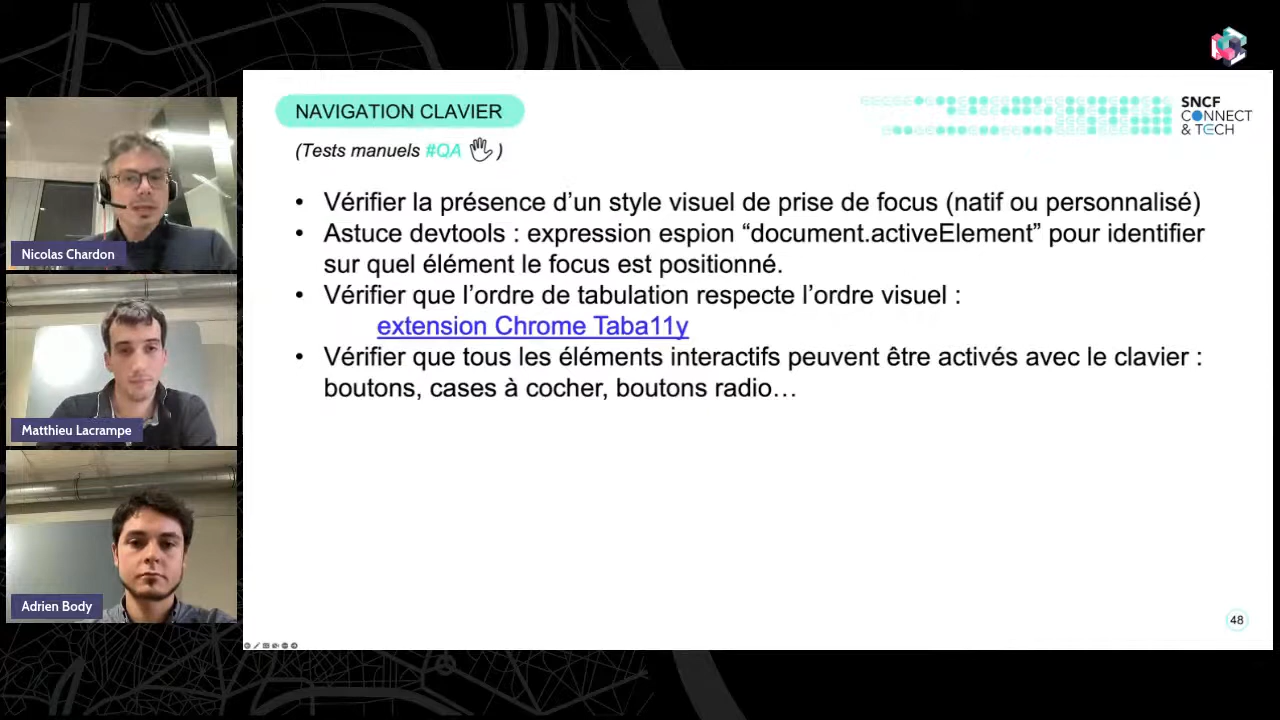 NAVIGATION CLAVIER
(Tests manuels #QA )
SNCF
CONNECT
& TECH
• Vérifier la présence d’un style visuel de prise de focus (natif ou personnalisé)
• Astuce devtools : expression espion “document.activeElement” pour identifier
sur quel élément le focus est positionné.
• Vérifier que l’ordre de tabulation respecte l’ordre visuel :
extension Chrome Taba11y
• Vérifier que tous les éléments interactifs peuvent être activés avec le clavier :
boutons, cases à cocher, boutons radio…
48
Nicolas Chardon
Matthieu Lacrampe
Adrien Body